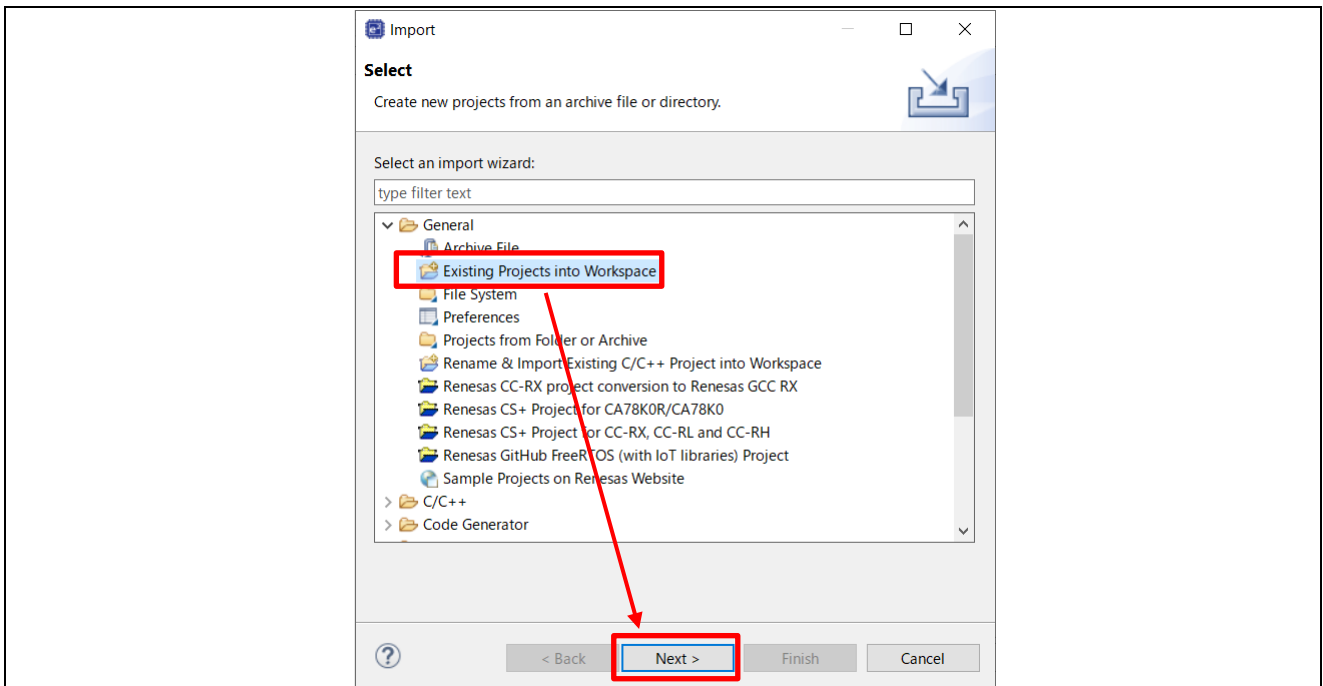 Import
Select
Create new projects from an archive file or directory.
Select an import wizard:
type filter text
General
Archive File
Existing Projects into Workspace
File System
Preferences
Projects from Folder or Archive
Rename & Import Existing C/C++ Project into Workspace
Renesas CC-RX project conversion to Renesas GCC RX
Renesas CS+ Project for CA78K0R/CA78K0
Renesas CS+ Project for CC-RX, CC-RL and CC-RH
Renesas GitHub FreeRTOS (with IoT libraries) Project
Sample Projects on Renesas Website
C/C++
Code Generator
< Back Next > Finish Cancel